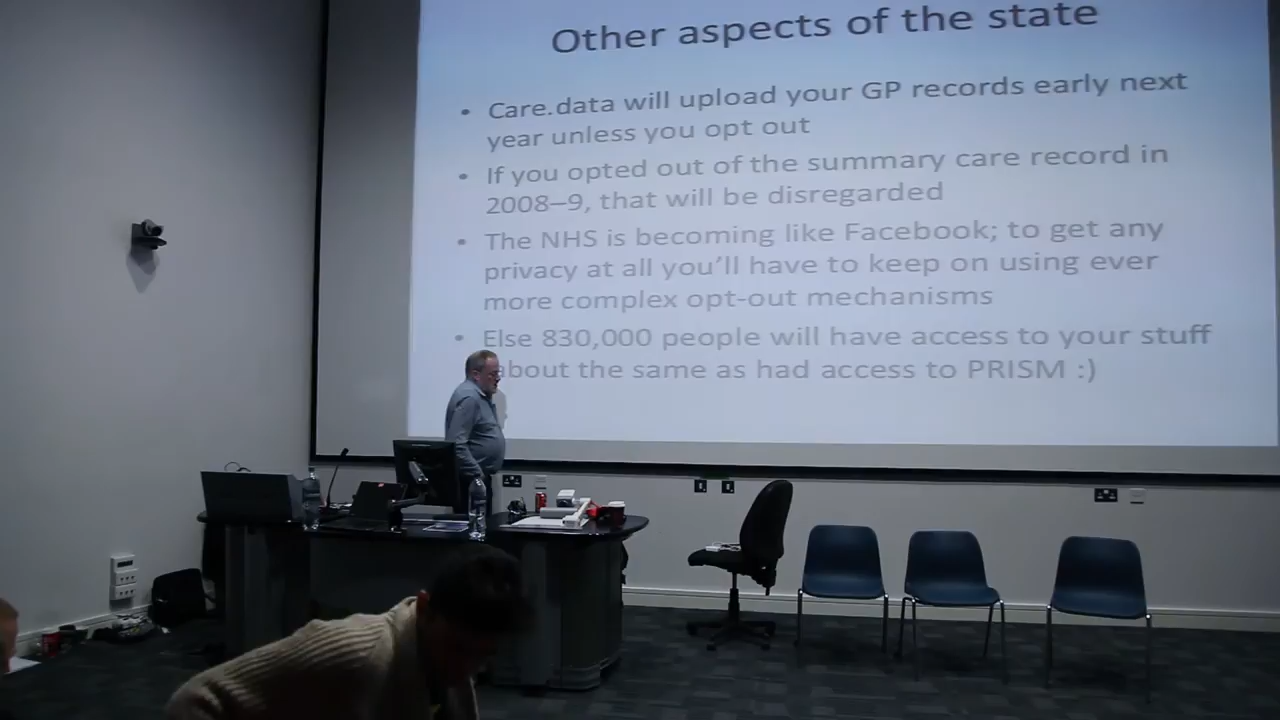 Other aspects of the state
• Care.data will upload your GP records early next
year unless you opt out
• If you opted out of the summary care record in
2008–9, that will be disregarded
• The NHS is becoming like Facebook; to get any
privacy at all you'll have to keep on using ever
more complex opt-out mechanisms
• Else 830,000 people will have access to your stuff
about the same as had access to PRISM :)